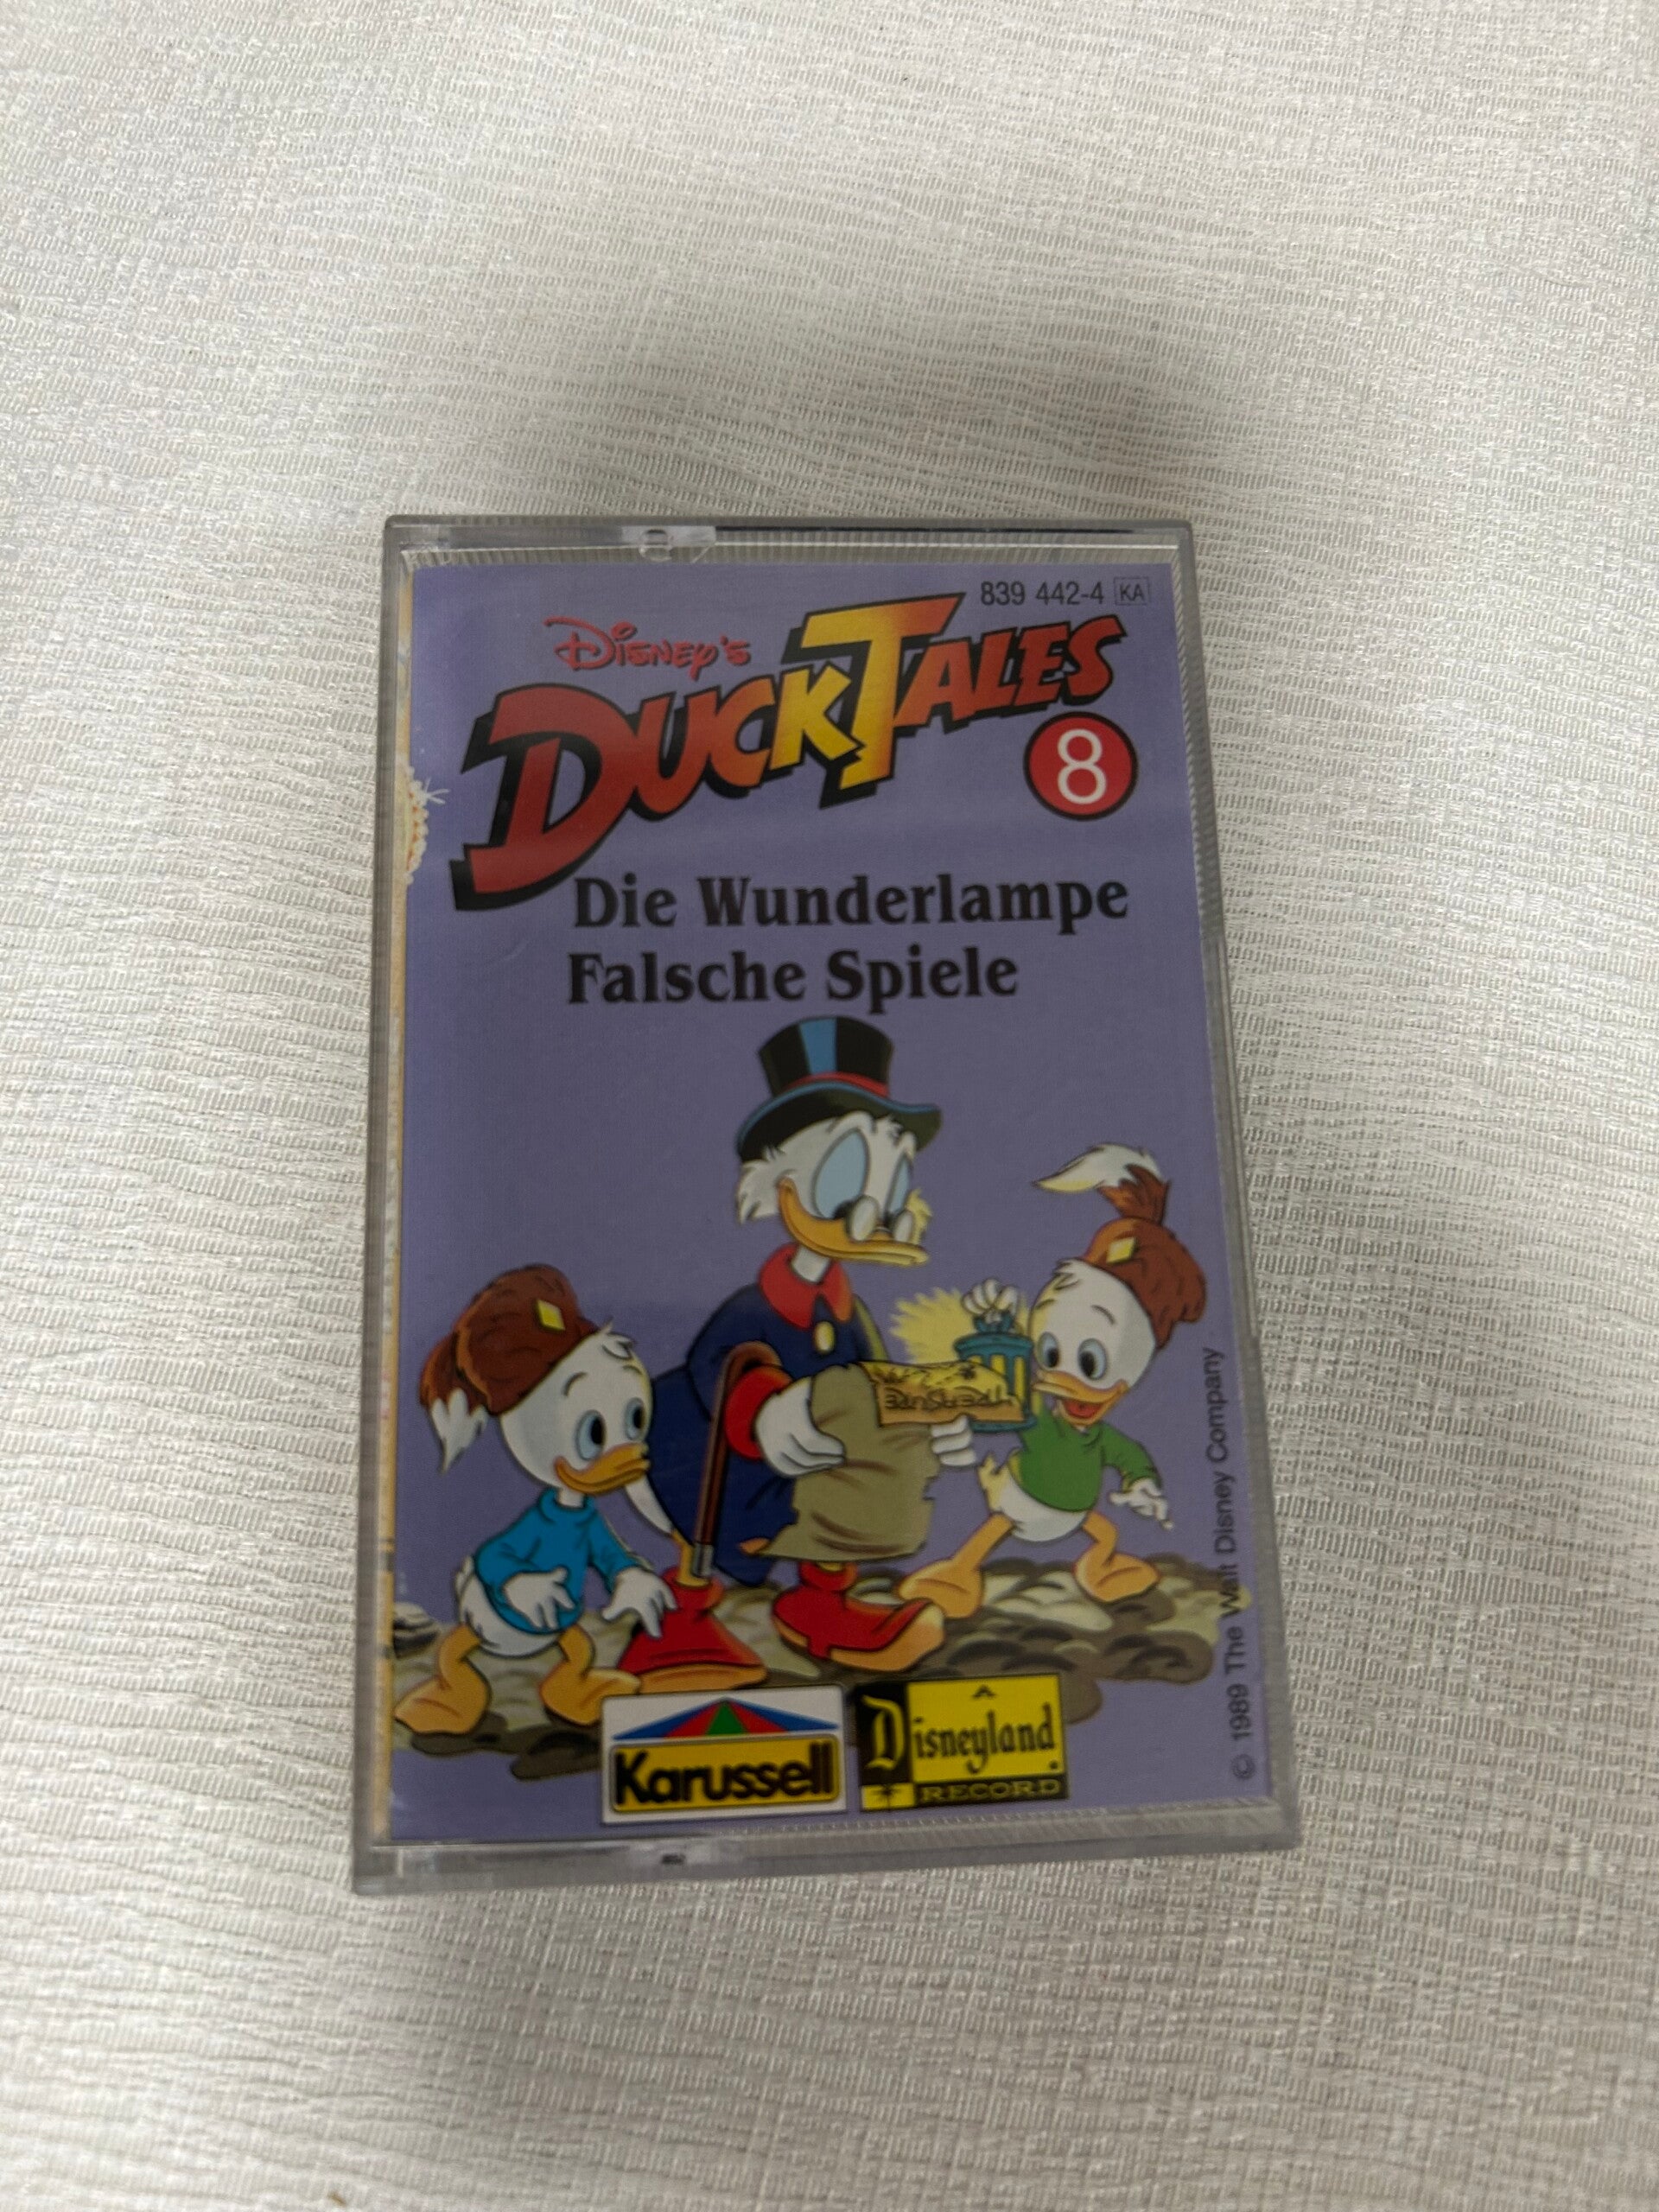 839 442-4 KA
Disney's
DUCKTALES
8
Die Wunderlampe
Falsche Spiele
TREASURE
© 1989 The Walt Disney Company
Karussell
A
Disneyland
RECORD